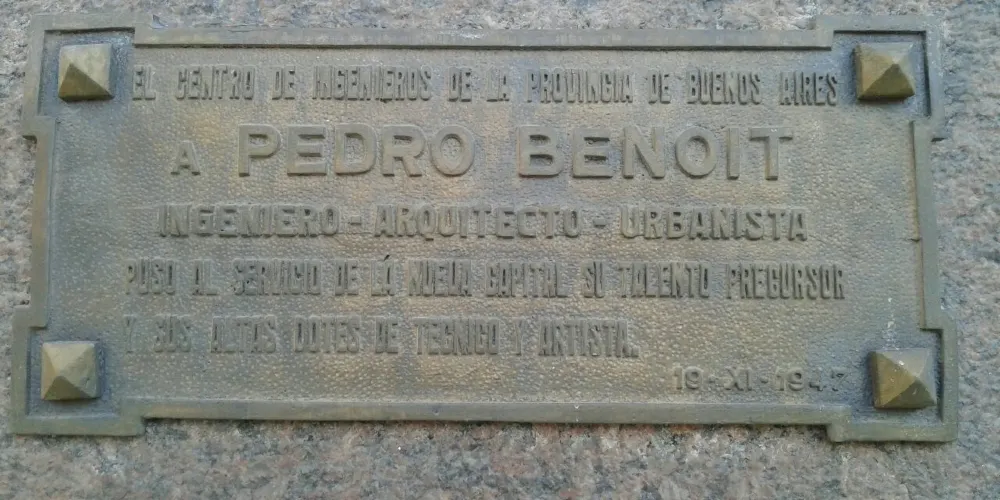 EL CENTRO DE INGENIEROS DE LA PROVINCIA DE BUENOS AIRES
A PEDRO BENOIT
INGENIERO - ARQUITECTO - URBANISTA
PUSO AL SERVICIO DE LA NUEVA CAPITAL SU TALENTO PRECURSOR
Y SUS ALTAS DOTES DE TECNICO Y ARTISTA.
19-XI-1947